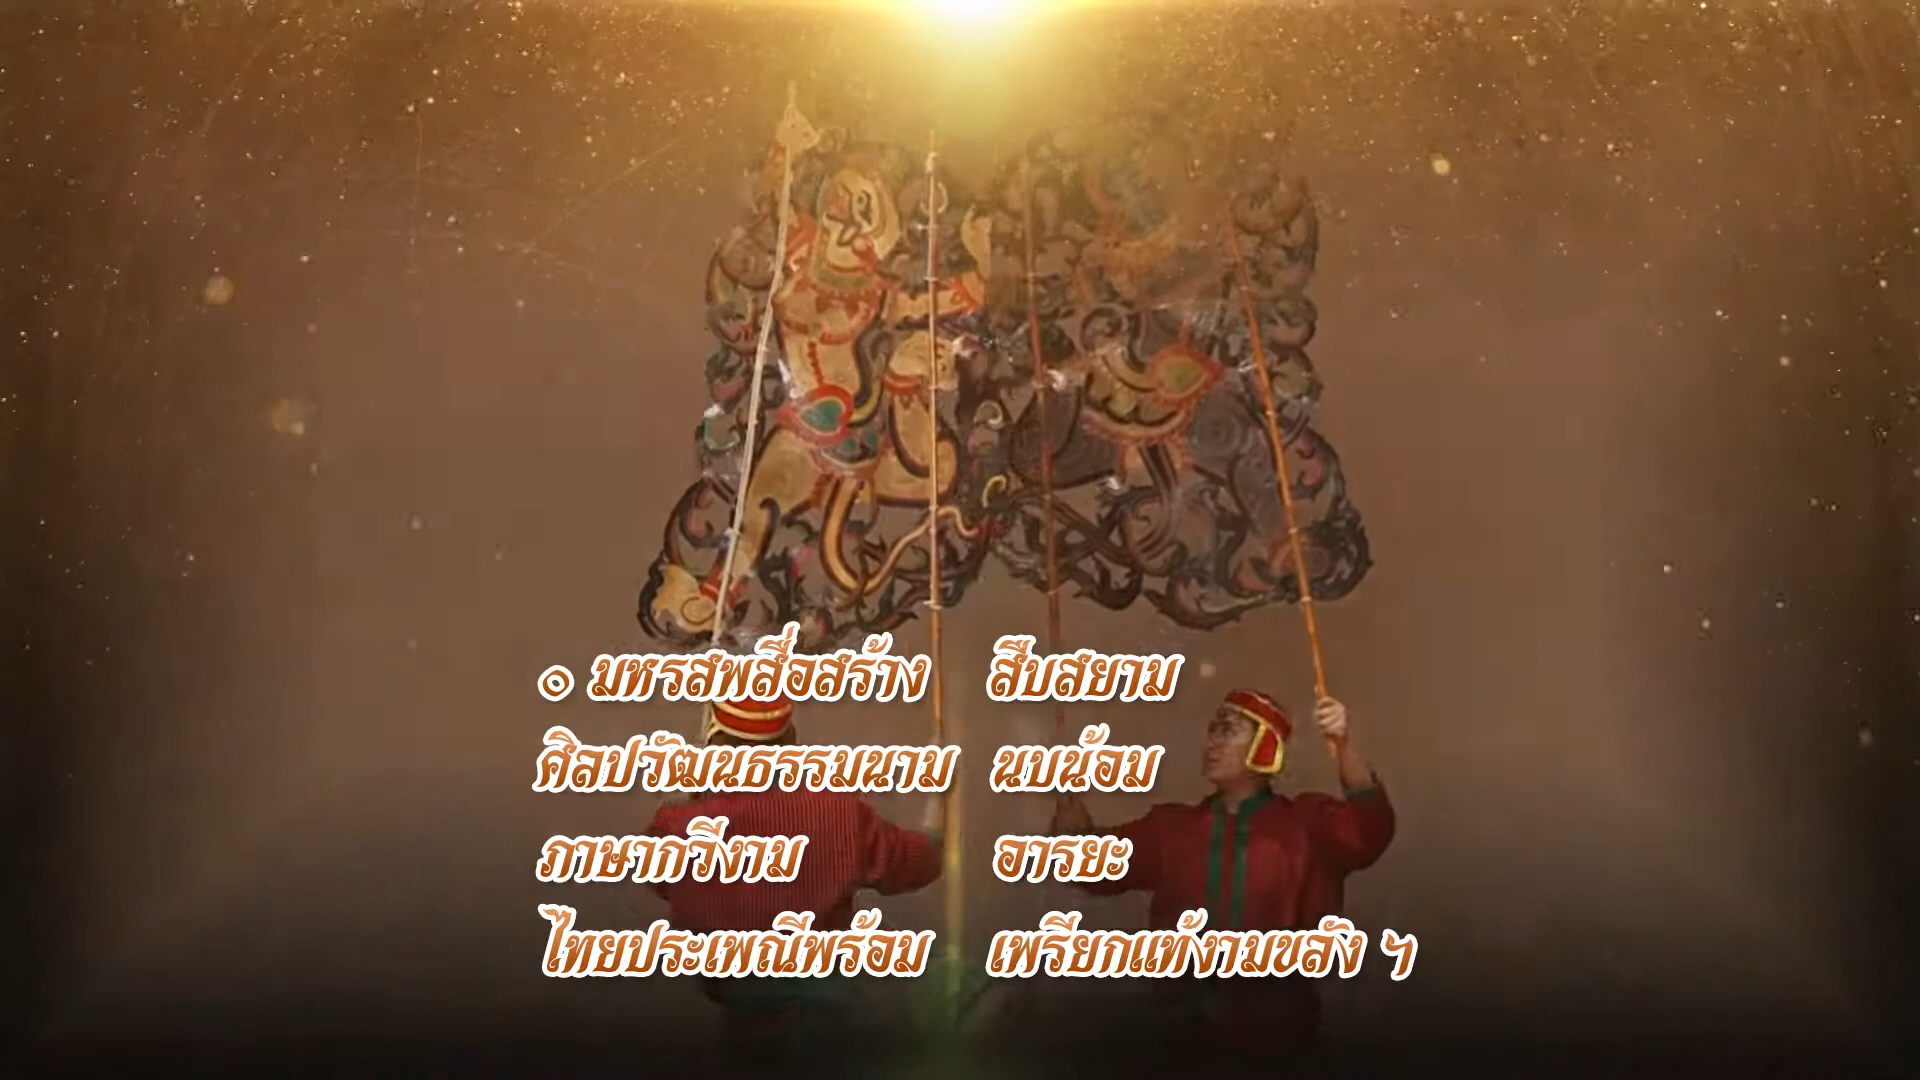 ๏ มหรสพสื่อสร้าง สืบสยาม
ศิลปวัฒนธรรมนาม นบน้อม
ภาษากวีงาม อารยะ
ไทยประเพณีพร้อม เพรียกแท้งามขลัง ฯ